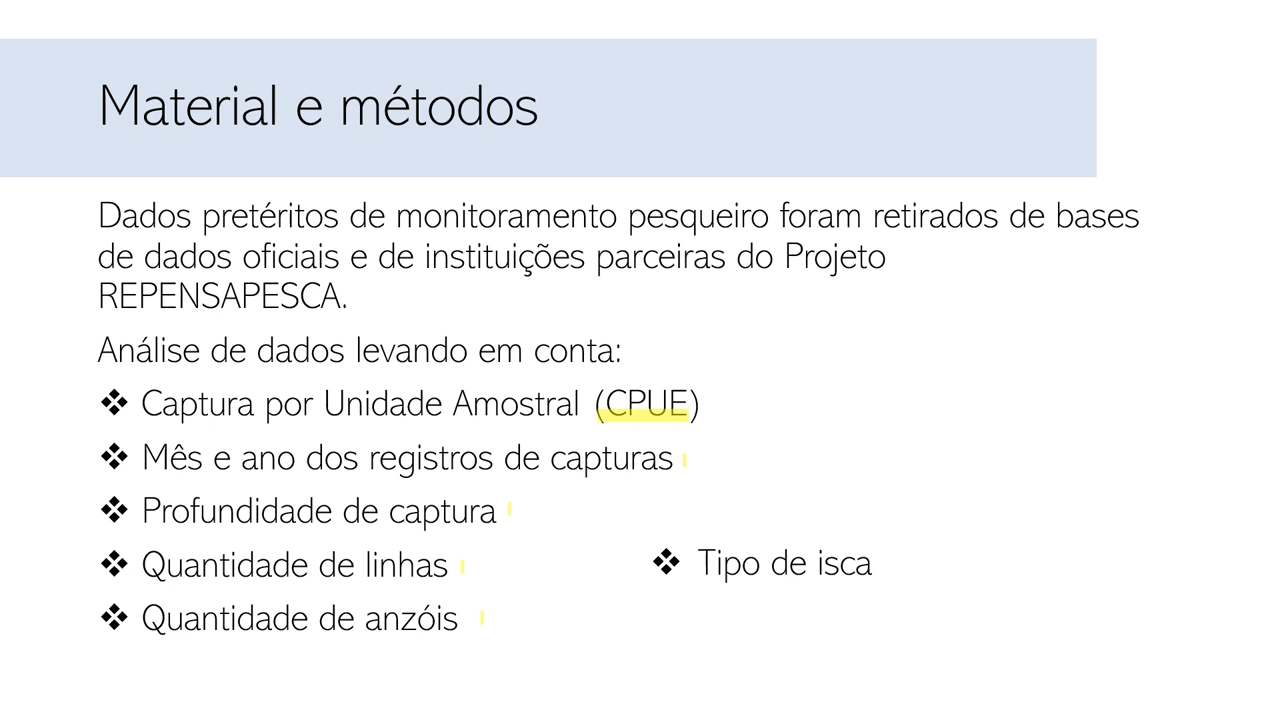 Material e métodos
Dados pretéritos de monitoramento pesqueiro foram retirados de bases
de dados oficiais e de instituições parceiras do Projeto
REPENSAPESCA.
Análise de dados levando em conta:
❖ Captura por Unidade Amostral (CPUE)
❖ Mês e ano dos registros de capturas
❖ Profundidade de captura
❖ Quantidade de linhas
❖ Tipo de isca
❖ Quantidade de anzóis